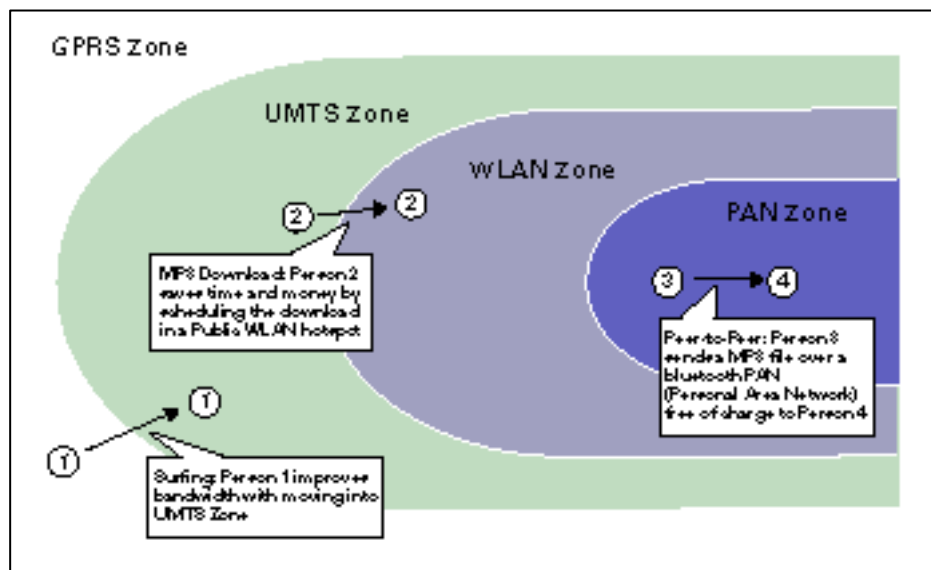 GPRS Zone
UMTS Zone
WLAN Zone
PAN Zone
2
2
3
4
MP3 Download: Person 2
saves time and money by
scheduling the download
in a Public WLAN hotspot
Peer-to-Peer: Person 3
sendes MP3 file over a
bluetooth PAN
(Personal Area Network)
free of charge to Person 4
1
1
Surfing: Person 1 improves
bandwidth with moving into
UMTS Zone